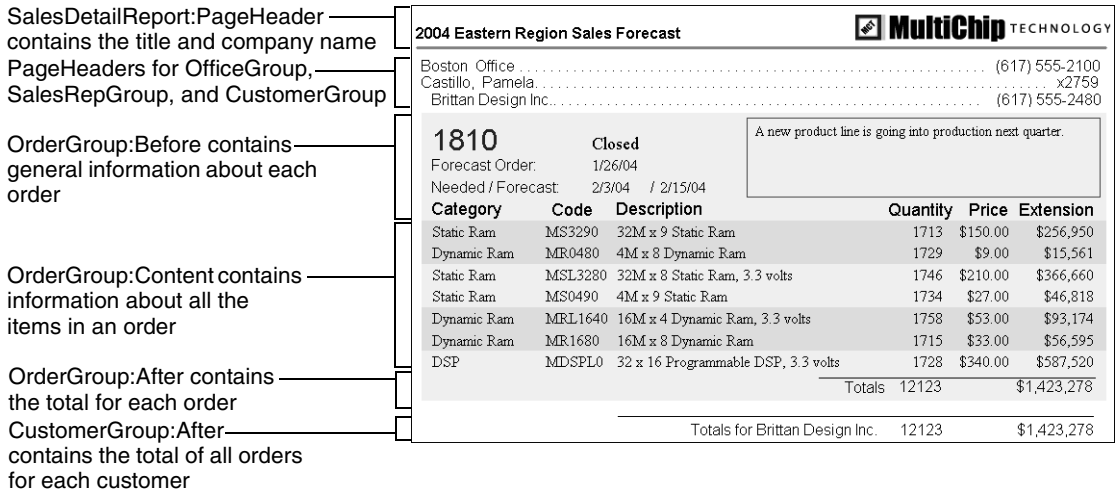 SalesDetailReport:PageHeader
contains the title and company name
PageHeaders for OfficeGroup,
SalesRepGroup, and CustomerGroup
OrderGroup:Before contains
general information about each
order
OrderGroup:Content contains
information about all the
items in an order
OrderGroup:After contains
the total for each order
CustomerGroup:After
contains the total of all orders
for each customer
2004 Eastern Region Sales Forecast
MultiChip TECHNOLOGY
Boston Office (617) 555-2100
Castillo, Pamela x2759
Brittan Design Inc. (617) 555-2480
1810 Closed
A new product line is going into production next quarter.
Forecast Order: 1/26/04
Needed / Forecast: 2/3/04 / 2/15/04
Category Code Description Quantity Price Extension
Static Ram MS3290 32M x 9 Static Ram 1713 $150.00 $256,950
Dynamic Ram MR0480 4M x 8 Dynamic Ram 1729 $9.00 $15,561
Static Ram MSL3280 32M x 8 Static Ram, 3.3 volts 1746 $210.00 $366,660
Static Ram MS0490 4M x 9 Static Ram 1734 $27.00 $46,818
Dynamic Ram MRL1640 16M x 4 Dynamic Ram, 3.3 volts 1758 $53.00 $93,174
Dynamic Ram MR1680 16M x 8 Dynamic Ram 1715 $33.00 $56,595
DSP MDSPL0 32 x 16 Programmable DSP, 3.3 volts 1728 $340.00 $587,520
Totals 12123 $1,423,278
Totals for Brittan Design Inc. 12123 $1,423,278